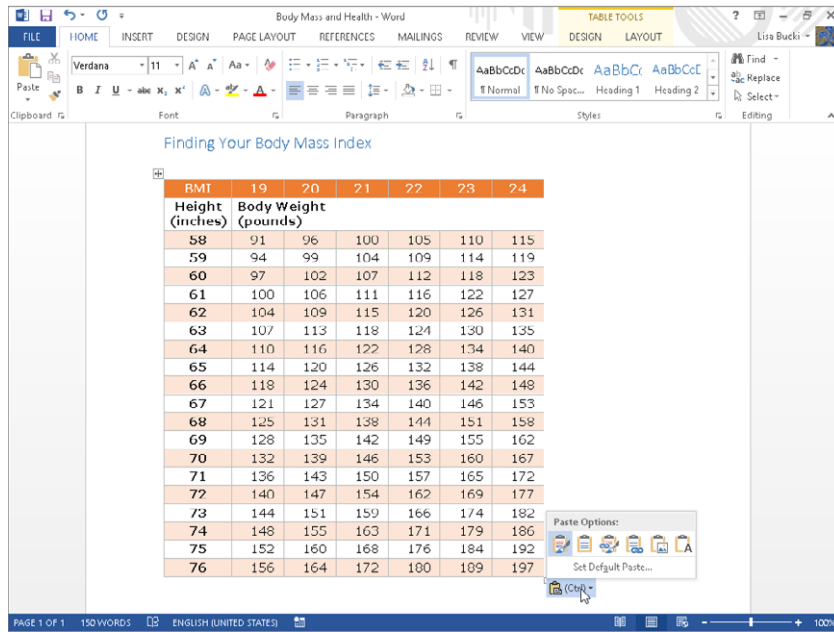 Body Mass and Health - Word
TABLE TOOLS
FILE HOME INSERT DESIGN PAGE LAYOUT REFERENCES MAILINGS REVIEW VIEW DESIGN LAYOUT Lisa Bucki
Verdana 11 Aa AaBbCcDc AaBbCcDc AaBbCc AaBbCcE Find
Paste B I U abc X₂ X² A A ¶ Normal ¶ No Spac... Heading 1 Heading 2 Replace
Select
Clipboard Font Paragraph Styles Editing
Finding Your Body Mass Index
BMI 19 20 21 22 23 24
Height (inches) Body Weight (pounds)
58 91 96 100 105 110 115
59 94 99 104 109 114 119
60 97 102 107 112 118 123
61 100 106 111 116 122 127
62 104 109 115 120 126 131
63 107 113 118 124 130 135
64 110 116 122 128 134 140
65 114 120 126 132 138 144
66 118 124 130 136 142 148
67 121 127 134 140 146 153
68 125 131 138 144 151 158
69 128 135 142 149 155 162
70 132 139 146 153 160 167
71 136 143 150 157 165 172
72 140 147 154 162 169 177
73 144 151 159 166 174 182
74 148 155 163 171 179 186
75 152 160 168 176 184 192
76 156 164 172 180 189 197
Paste Options:
Set Default Paste...
(Ctrl)
PAGE 1 OF 1 150 WORDS ENGLISH (UNITED STATES) 100%